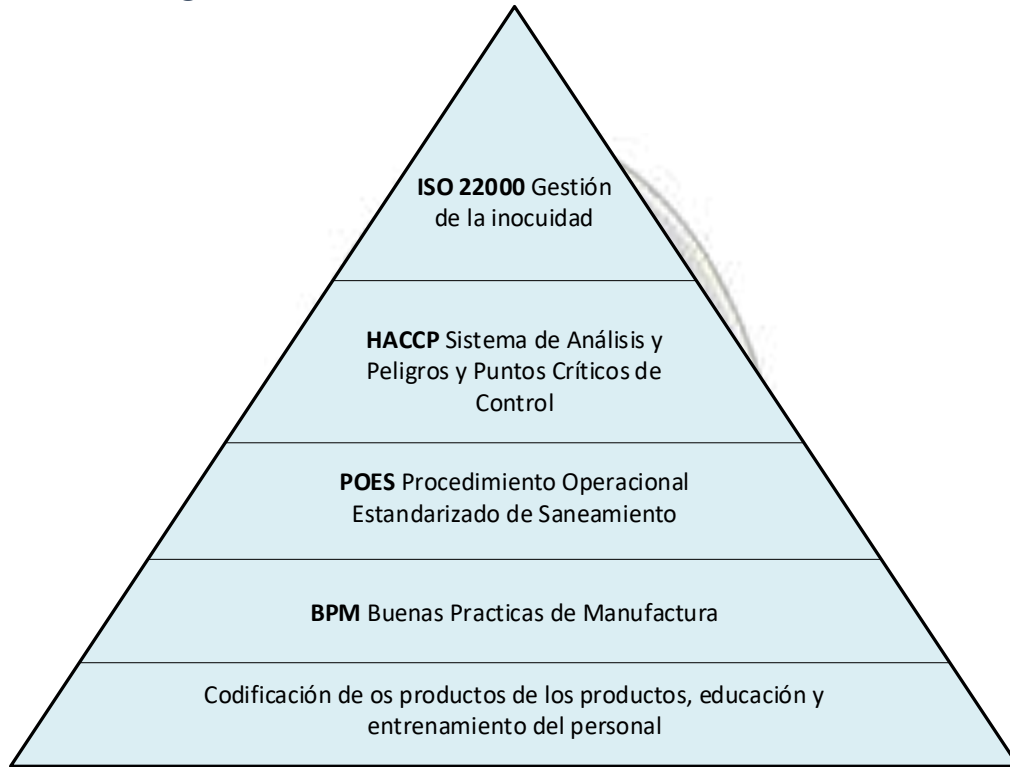 ISO 22000 Gestión
de la inocuidad
HACCP Sistema de Análisis y
Peligros y Puntos Críticos de
Control
POES Procedimiento Operacional
Estandarizado de Saneamiento
BPM Buenas Practicas de Manufactura
Codificación de os productos de los productos, educación y
entrenamiento del personal